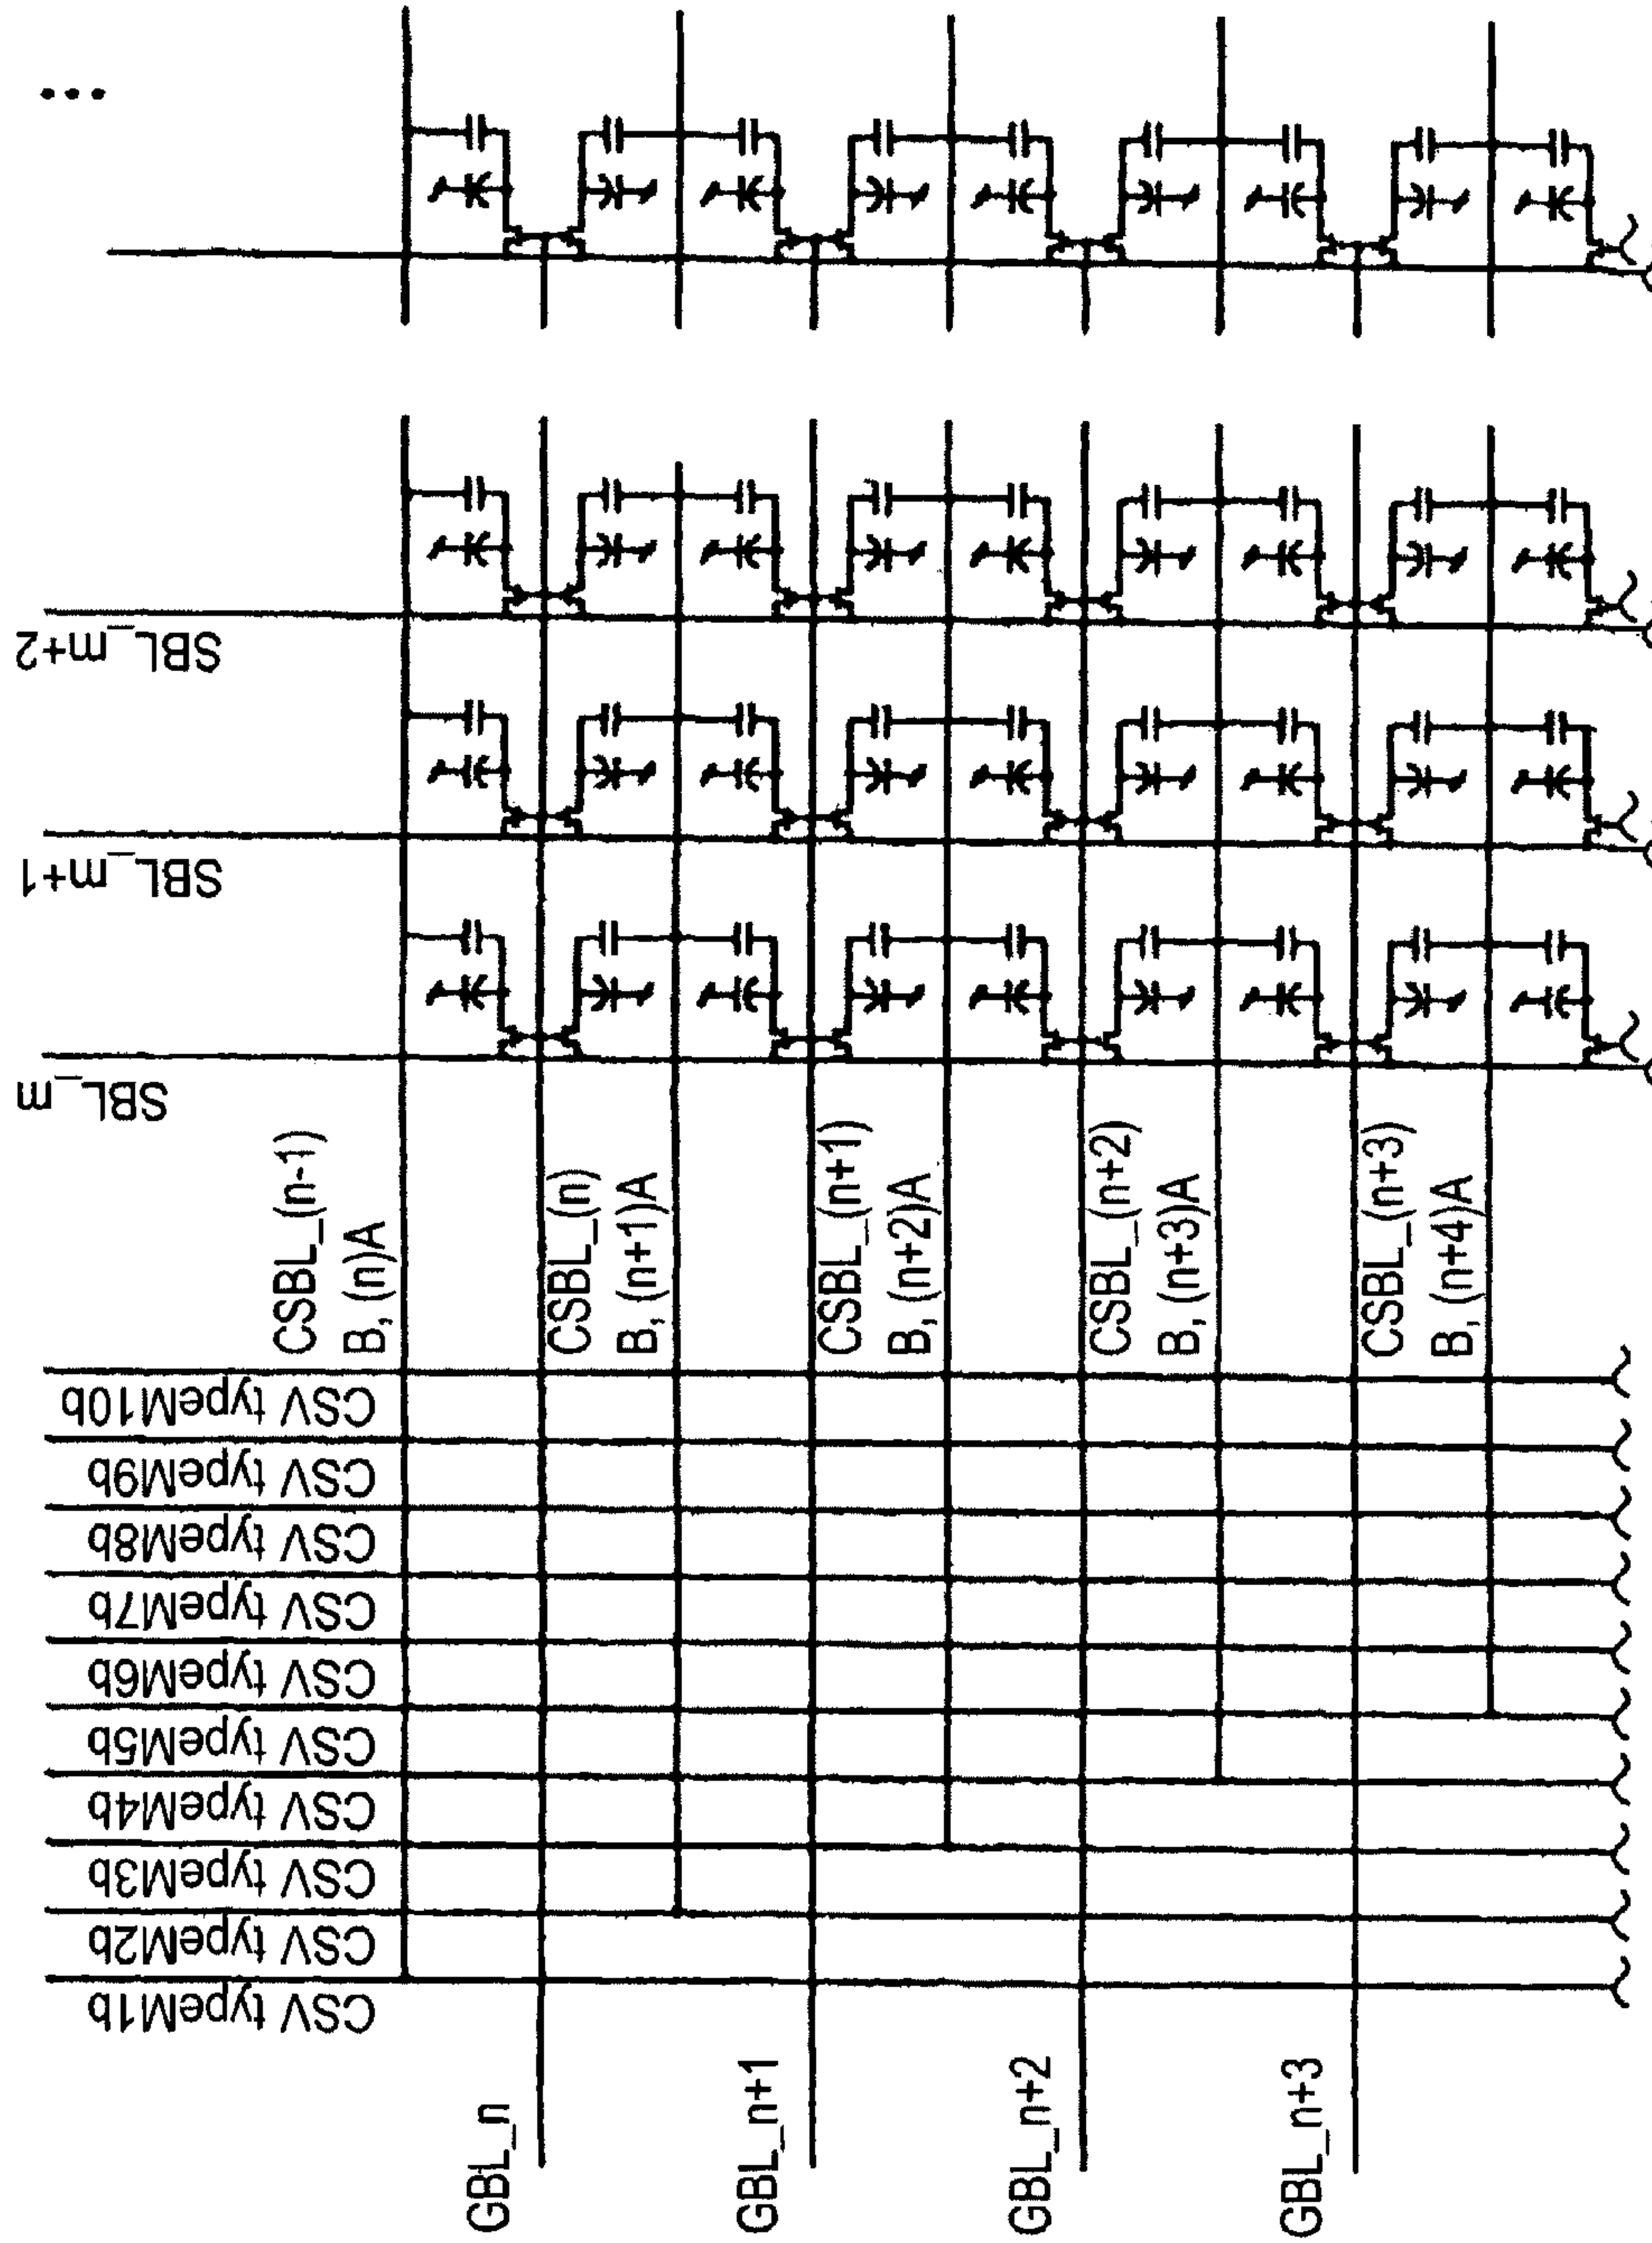 CSV typeM1b
CSV typeM2b
CSV typeM3b
CSV typeM4b
CSV typeM5b
CSV typeM6b
CSV typeM7b
CSV typeM8b
CSV typeM9b
CSV typeM10b
SBL_m
SBL_m+1
SBL_m+2
...
CSBL_(n-1)
B, (n)A
GBL_n
CSBL_(n)
B, (n+1)A
GBL_n+1
CSBL_(n+1)
B, (n+2)A
GBL_n+2
CSBL_(n+2)
B, (n+3)A
GBL_n+3
CSBL_(n+3)
B, (n+4)A